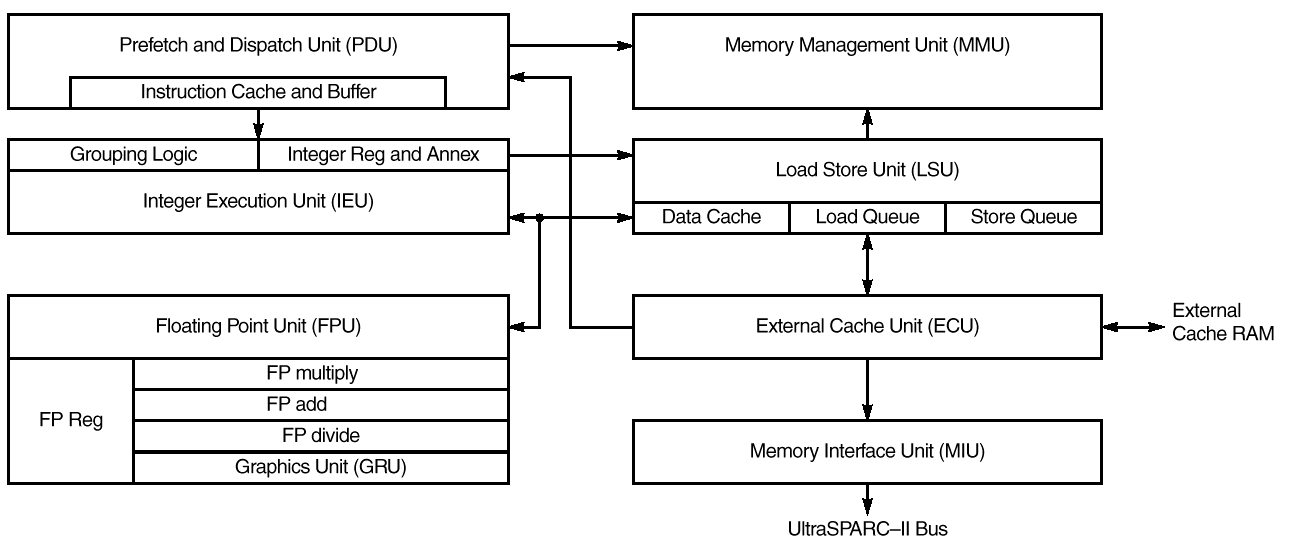 Prefetch and Dispatch Unit (PDU)
Instruction Cache and Buffer
Memory Management Unit (MMU)
Grouping Logic
Integer Reg and Annex
Integer Execution Unit (IEU)
Load Store Unit (LSU)
Data Cache
Load Queue
Store Queue
Floating Point Unit (FPU)
FP Reg
FP multiply
FP add
FP divide
Graphics Unit (GRU)
External Cache Unit (ECU)
External
Cache RAM
Memory Interface Unit (MIU)
UltraSPARC–II Bus